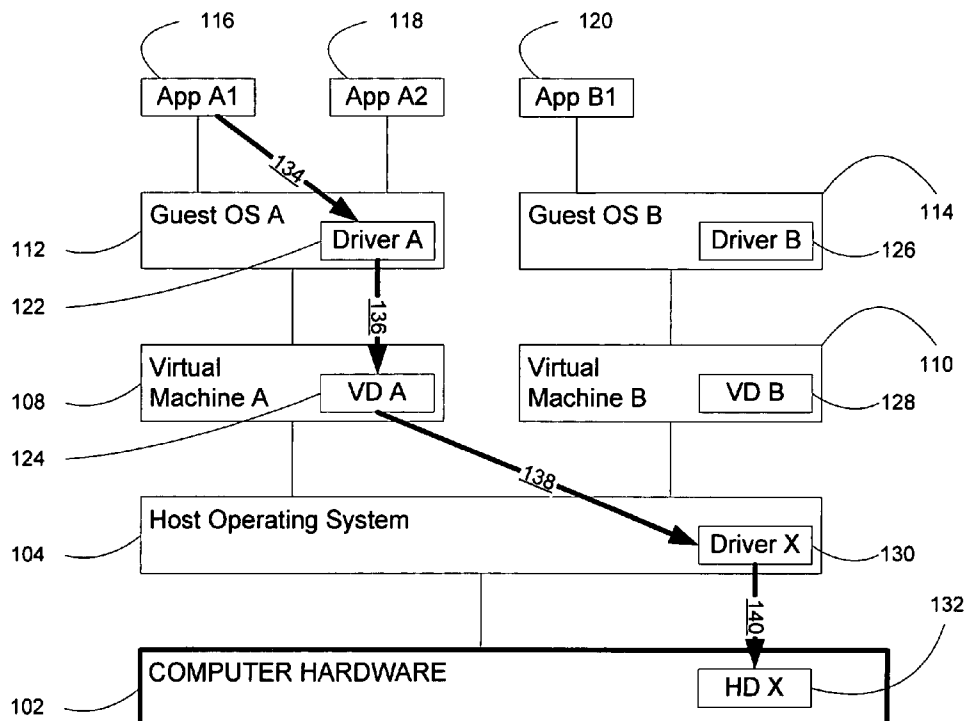 116
118
120
App A1
App A2
App B1
134
Guest OS A
Guest OS B
114
112
Driver A
Driver B
126
122
136
110
Virtual
Machine A
VD A
Virtual
Machine B
VD B
108
128
124
138
Host Operating System
104
Driver X
130
140
132
COMPUTER HARDWARE
HD X
102